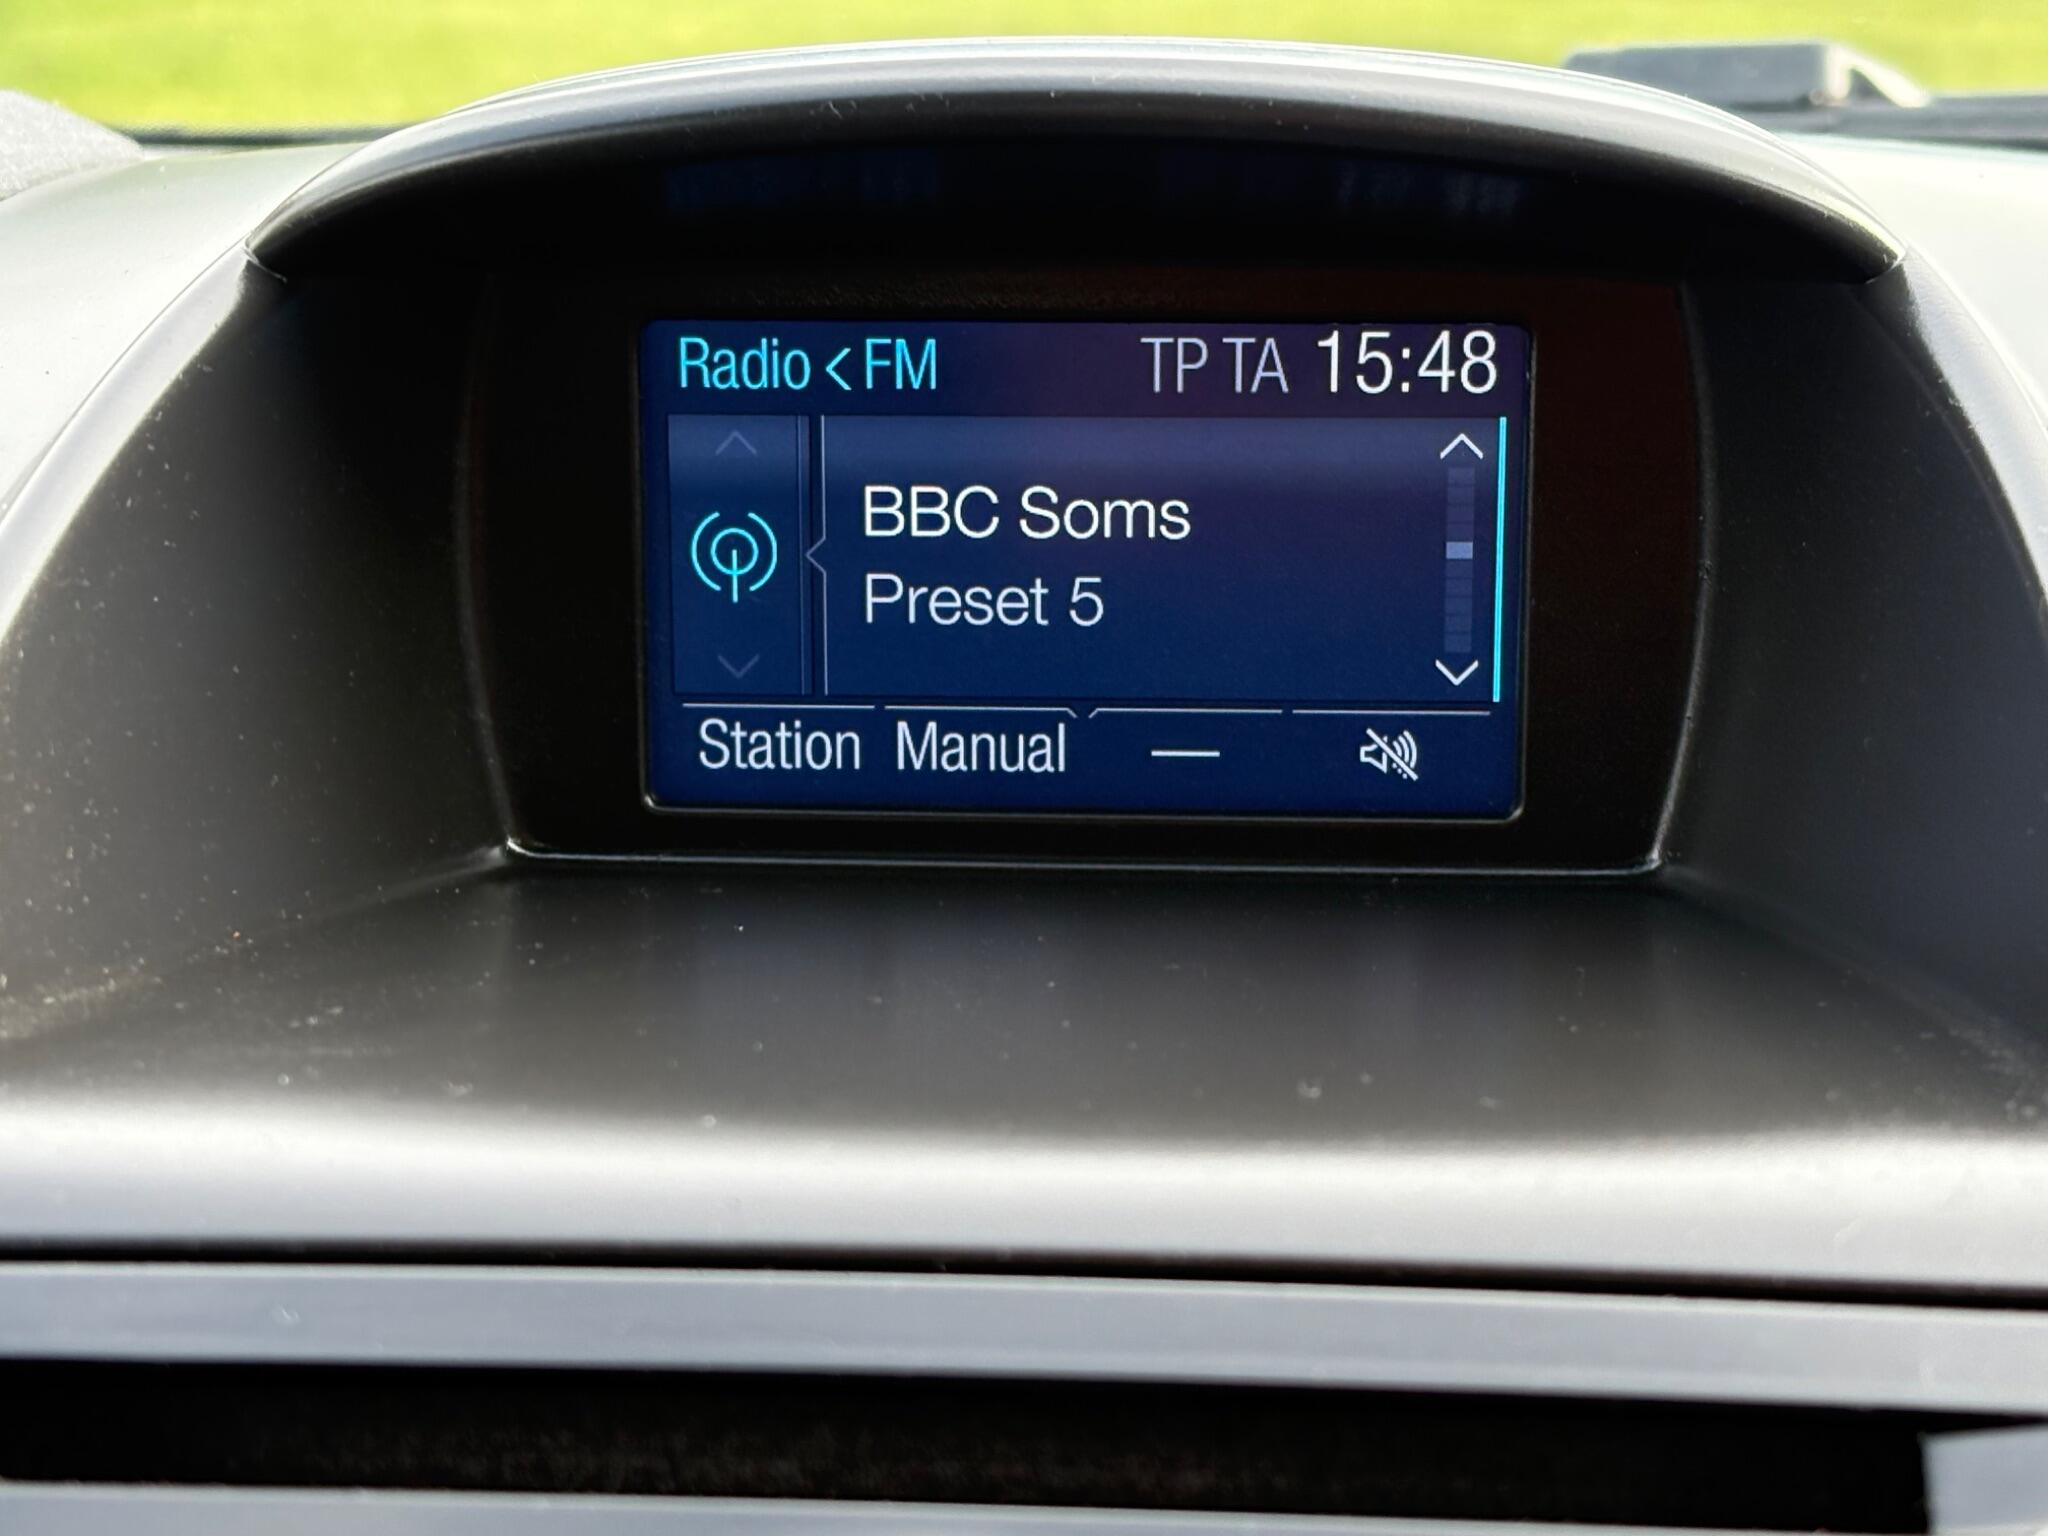 Radio < FM TP TA 15:48
BBC Soms
Preset 5
Station Manual —